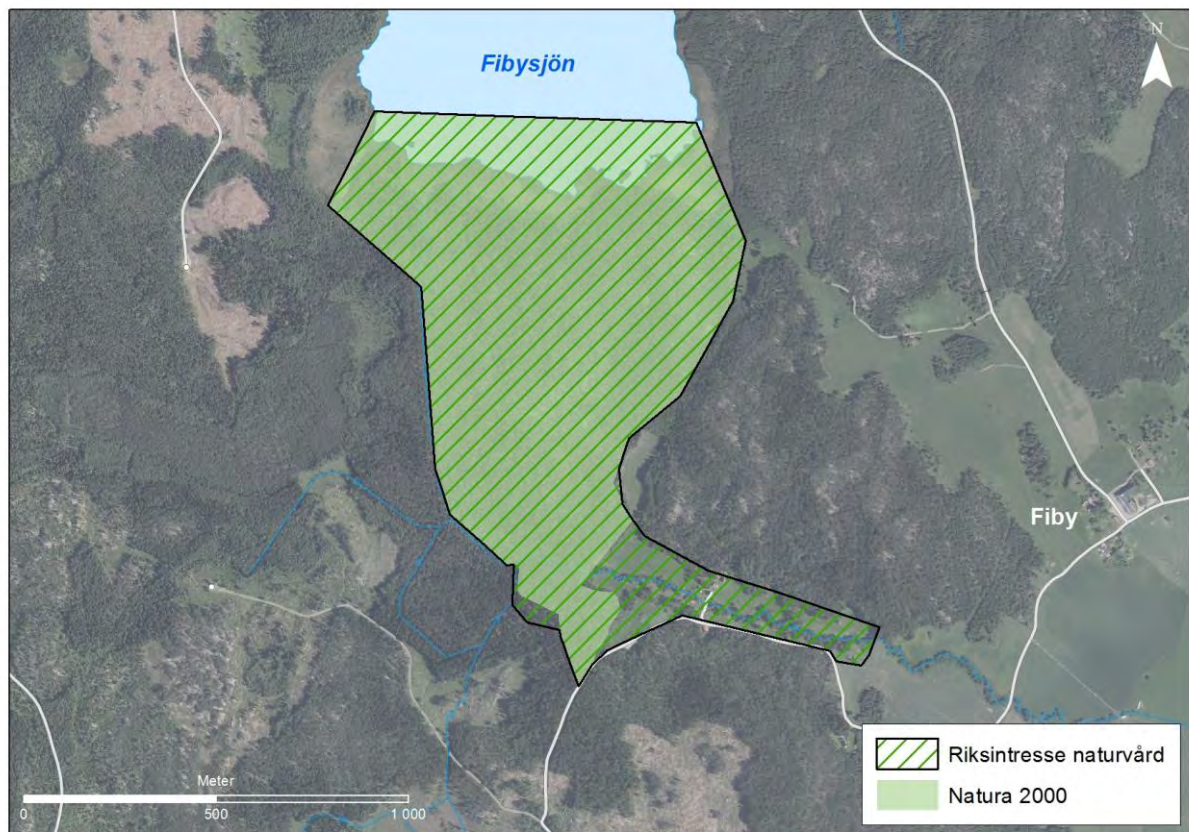 Fibysjön
N
Fiby
Meter
0 500 1 000
Riksintresse naturvård
Natura 2000